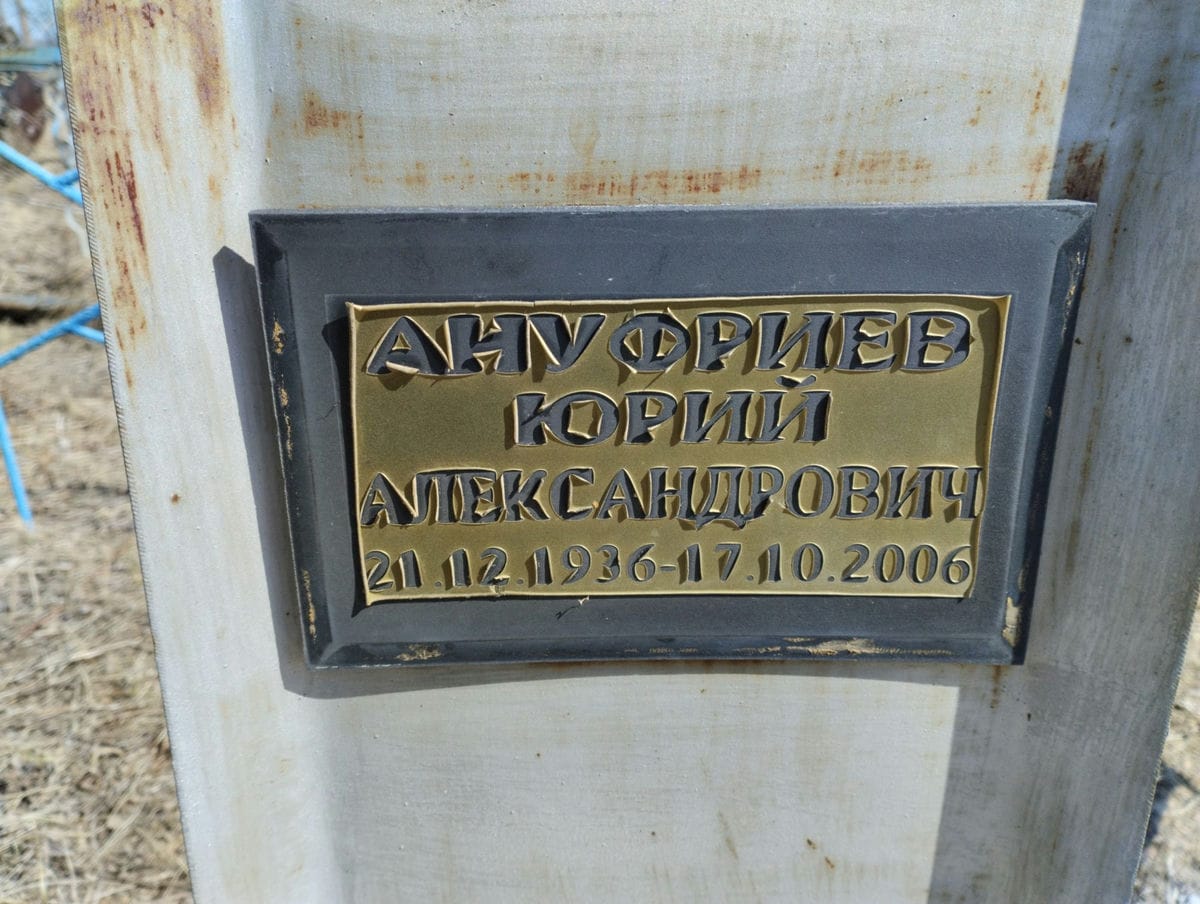 АНУФРИЕВ
ЮРИЙ
АЛЕКСАНДРОВИЧ
21.12.1936-17.10.2006